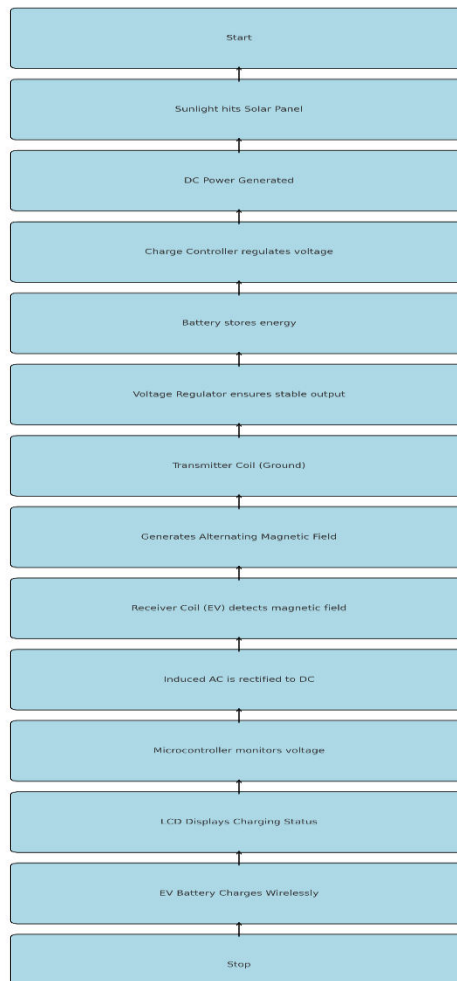 Start
Sunlight hits Solar Panel
DC Power Generated
Charge Controller regulates voltage
Battery stores energy
Voltage Regulator ensures stable output
Transmitter Coil (Ground)
Generates Alternating Magnetic Field
Receiver Coil (EV) detects magnetic field
Induced AC is rectified to DC
Microcontroller monitors voltage
LCD Displays Charging Status
EV Battery Charges Wirelessly
Stop